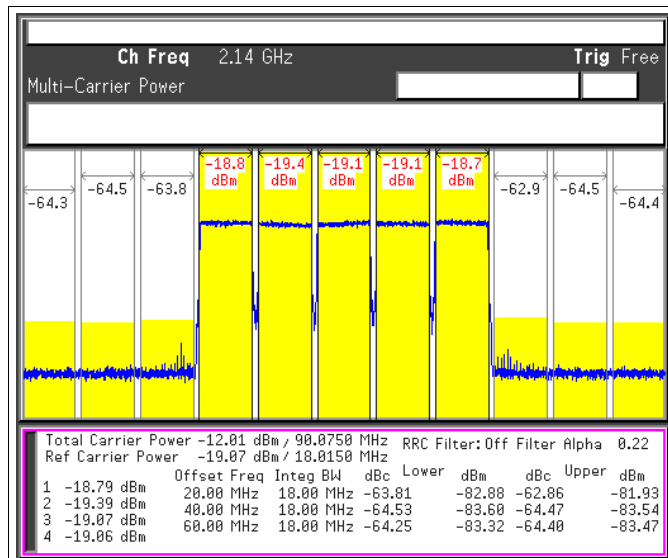 Ch Freq 2.14 GHz Trig Free
Multi-Carrier Power
-18.8 -19.4 -19.1 -19.1 -18.7
dBm dBm dBm dBm dBm
-64.3 -64.5 -63.8 -62.9 -64.5 -64.4
Total Carrier Power -12.01 dBm/ 90.0750 MHz RRC Filter: Off Filter Alpha 0.22
Ref Carrier Power -19.07 dBm/ 18.0150 MHz
Lower Upper
Offset Freq Integ BW dBc dBm dBc dBm
1 -18.79 dBm 20.00 MHz 18.00 MHz -63.81 -82.88 -62.86 -81.93
2 -19.39 dBm 40.00 MHz 18.00 MHz -64.53 -83.60 -64.47 -83.54
3 -19.07 dBm 60.00 MHz 18.00 MHz -64.25 -83.32 -64.40 -83.47
4 -19.06 dBm